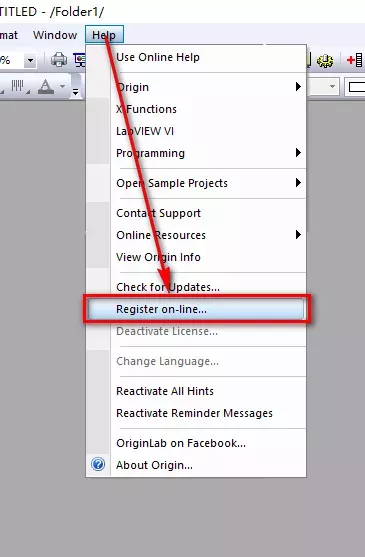 TITLED - /Folder1/
mat Window Help
0%
Use Online Help
Origin
X-Functions
LabVIEW VI
Programming
Open Sample Projects
Contact Support
Online Resources
View Origin Info
Check for Updates...
Register on-line...
Deactivate License...
Change Language...
Reactivate All Hints
Reactivate Reminder Messages
OriginLab on Facebook...
About Origin...